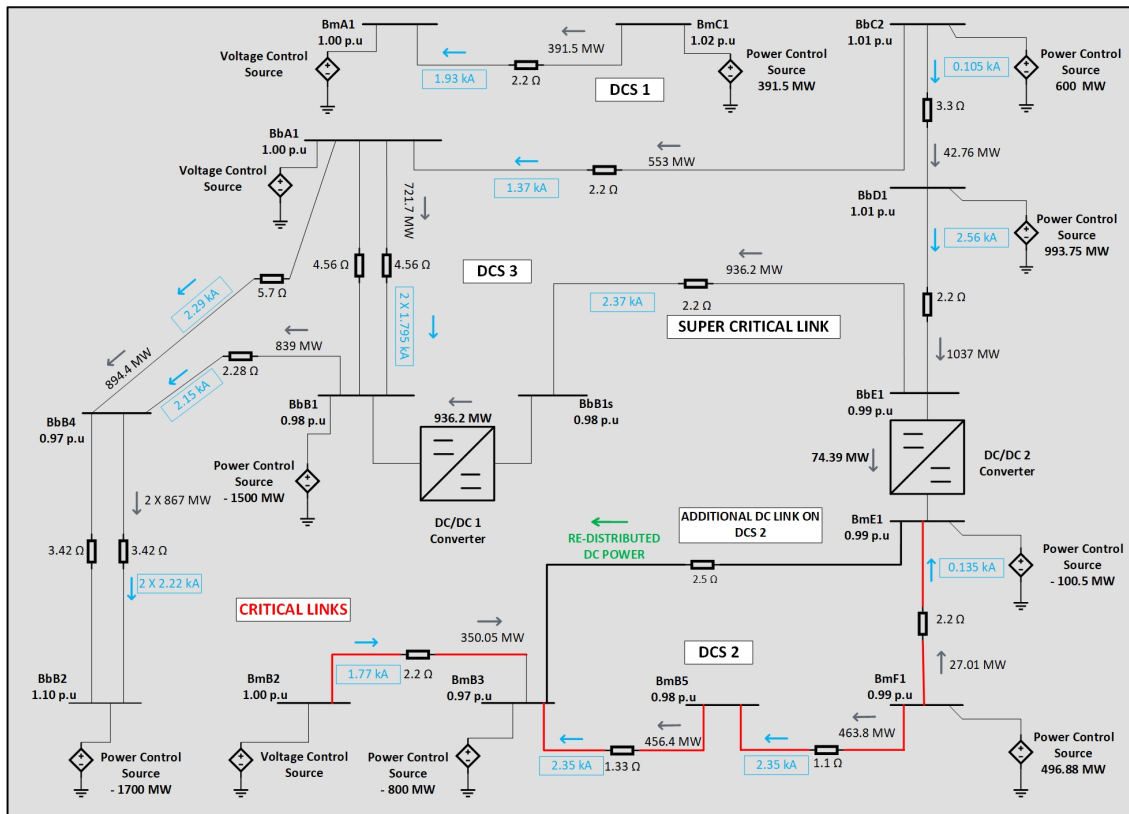 BmA1
1.00 p.u
Voltage Control
Source
1.93 kA
391.5 MW
2.2 Ω
DCS 1
BmC1
1.02 p.u
Power Control
Source
391.5 MW
BbC2
1.01 p.u
0.105 kA
Power Control
Source
600 MW
3.3 Ω
42.76 MW
BbA1
1.00 p.u
Voltage Control
Source
721.7 MW
1.37 kA
2.2 Ω
553 MW
BbD1
1.01 p.u
2.56 kA
Power Control
Source
993.75 MW
4.56 Ω
4.56 Ω
DCS 3
2 X 1.795 kA
5.7 Ω
2.29 kA
894.4 MW
936.2 MW
2.37 kA
2.2 Ω
SUPER CRITICAL LINK
2.2 Ω
1037 MW
839 MW
2.28 Ω
2.15 kA
BbB4
0.97 p.u
BbB1
0.98 p.u
936.2 MW
BbB1s
0.98 p.u
BbE1
0.99 p.u
74.39 MW
DC/DC 2
Converter
Power Control
Source
- 1500 MW
DC/DC 1
Converter
2 X 867 MW
3.42 Ω
3.42 Ω
2 X 2.22 kA
RE-DISTRIBUTED
DC POWER
ADDITIONAL DC LINK ON
DCS 2
2.5 Ω
BmE1
0.99 p.u
Power Control
Source
- 100.5 MW
0.135 kA
2.2 Ω
27.01 MW
CRITICAL LINKS
350.05 MW
1.77 kA
2.2 Ω
DCS 2
BbB2
1.10 p.u
BmB2
1.00 p.u
BmB3
0.97 p.u
BmB5
0.98 p.u
BmF1
0.99 p.u
456.4 MW
463.8 MW
2.35 kA
1.33 Ω
2.35 kA
1.1 Ω
Power Control
Source
- 1700 MW
Voltage Control
Source
Power Control
Source
- 800 MW
Power Control
Source
496.88 MW